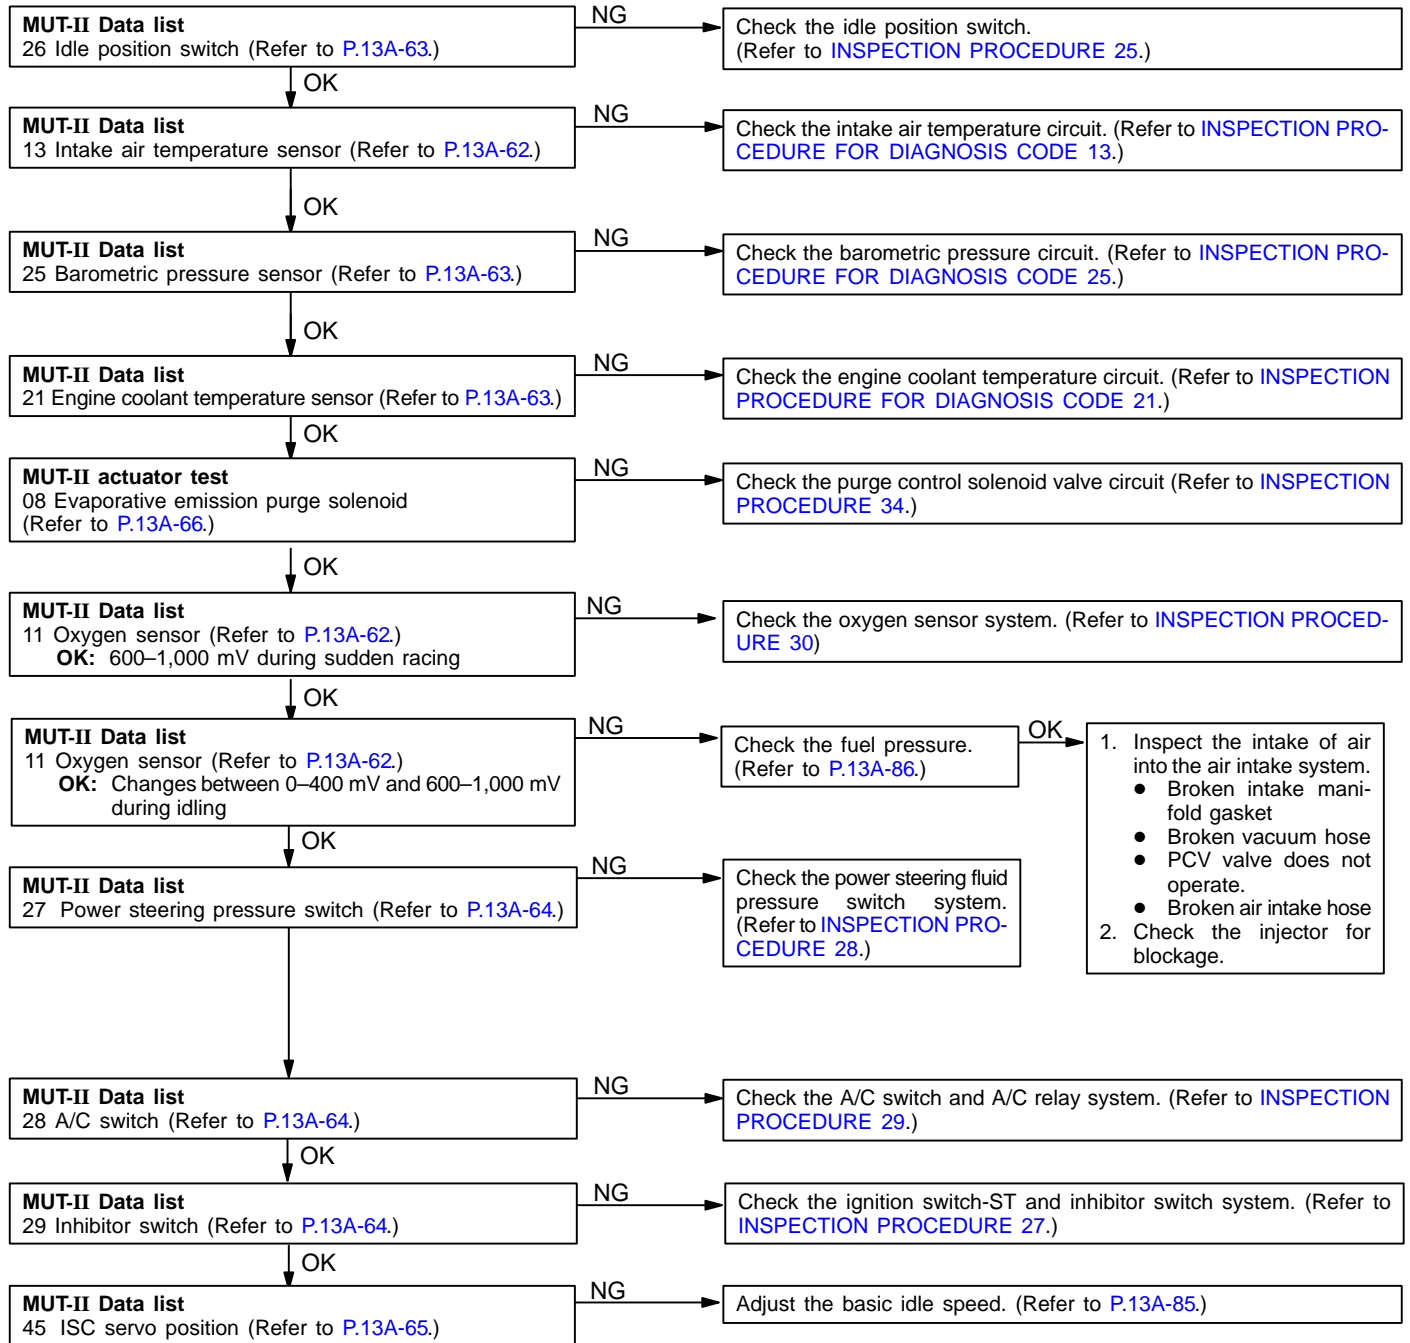 MUT-II Data list
26 Idle position switch (Refer to P.13A-63.)
NG
Check the idle position switch.
(Refer to INSPECTION PROCEDURE 25.)
OK
MUT-II Data list
13 Intake air temperature sensor (Refer to P.13A-62.)
NG
Check the intake air temperature circuit. (Refer to INSPECTION PRO-
CEDURE FOR DIAGNOSIS CODE 13.)
OK
MUT-II Data list
25 Barometric pressure sensor (Refer to P.13A-63.)
NG
Check the barometric pressure circuit. (Refer to INSPECTION PRO-
CEDURE FOR DIAGNOSIS CODE 25.)
OK
MUT-II Data list
21 Engine coolant temperature sensor (Refer to P.13A-63.)
NG
Check the engine coolant temperature circuit. (Refer to INSPECTION
PROCEDURE FOR DIAGNOSIS CODE 21.)
OK
MUT-II actuator test
08 Evaporative emission purge solenoid
(Refer to P.13A-66.)
NG
Check the purge control solenoid valve circuit (Refer to INSPECTION
PROCEDURE 34.)
OK
MUT-II Data list
11 Oxygen sensor (Refer to P.13A-62.)
OK: 600–1,000 mV during sudden racing
NG
Check the oxygen sensor system. (Refer to INSPECTION PROCED-
URE 30)
OK
MUT-II Data list
11 Oxygen sensor (Refer to P.13A-62.)
OK: Changes between 0–400 mV and 600–1,000 mV
during idling
NG
Check the fuel pressure.
(Refer to P.13A-86.)
OK
1. Inspect the intake of air
into the air intake system.
● Broken intake mani-
fold gasket
● Broken vacuum hose
● PCV valve does not
operate.
● Broken air intake hose
2. Check the injector for
blockage.
OK
MUT-II Data list
27 Power steering pressure switch (Refer to P.13A-64.)
NG
Check the power steering fluid
pressure switch system.
(Refer to INSPECTION PRO-
CEDURE 28.)
MUT-II Data list
28 A/C switch (Refer to P.13A-64.)
NG
Check the A/C switch and A/C relay system. (Refer to INSPECTION
PROCEDURE 29.)
OK
MUT-II Data list
29 Inhibitor switch (Refer to P.13A-64.)
NG
Check the ignition switch-ST and inhibitor switch system. (Refer to
INSPECTION PROCEDURE 27.)
OK
MUT-II Data list
45 ISC servo position (Refer to P.13A-65.)
NG
Adjust the basic idle speed. (Refer to P.13A-85.)